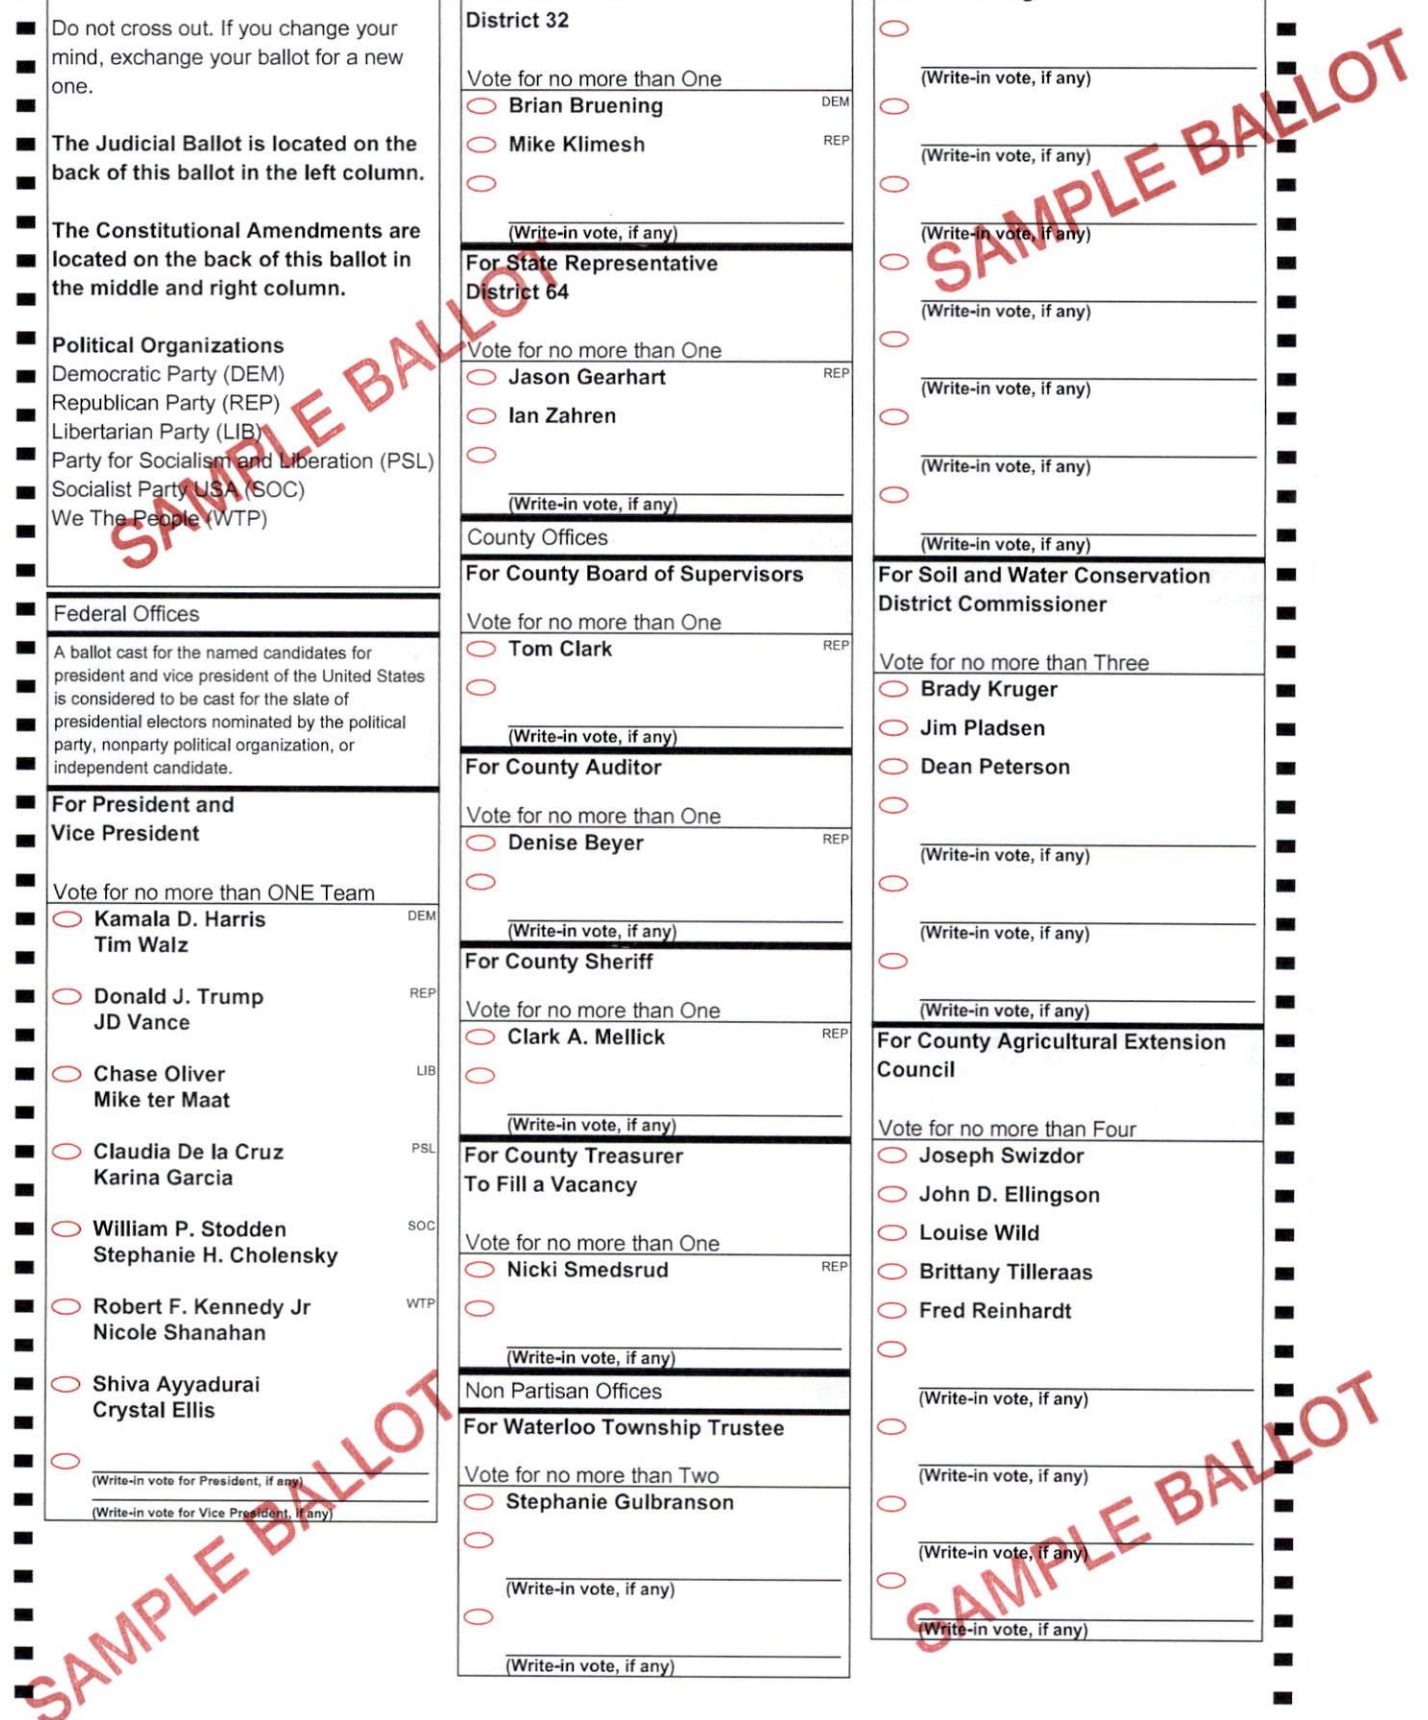 Do not cross out. If you change your
mind, exchange your ballot for a new
one.
The Judicial Ballot is located on the
back of this ballot in the left column.
The Constitutional Amendments are
located on the back of this ballot in
the middle and right column.
Political Organizations
Democratic Party (DEM)
Republican Party (REP)
Libertarian Party (LIB)
Party for Socialism and Liberation (PSL)
Socialist Party USA (SOC)
We The People (WTP)
SAMPLE BALLOT
Federal Offices
A ballot cast for the named candidates for
president and vice president of the United States
is considered to be cast for the slate of
presidential electors nominated by the political
party, nonparty political organization, or
independent candidate.
For President and
Vice President
Vote for no more than ONE Team
Kamala D. Harris DEM
Tim Walz
Donald J. Trump REP
JD Vance
Chase Oliver LIB
Mike ter Maat
Claudia De la Cruz PSL
Karina Garcia
William P. Stodden SOC
Stephanie H. Cholensky
Robert F. Kennedy Jr WTP
Nicole Shanahan
Shiva Ayyadurai
Crystal Ellis
(Write-in vote for President, if any)
(Write-in vote for Vice President, if any)
SAMPLE BALLOT
District 32
Vote for no more than One
Brian Bruening DEM
Mike Klimesh REP
(Write-in vote, if any)
For State Representative
District 64
Vote for no more than One
Jason Gearhart REP
Ian Zahren
(Write-in vote, if any)
County Offices
For County Board of Supervisors
Vote for no more than One
Tom Clark REP
(Write-in vote, if any)
For County Auditor
Vote for no more than One
Denise Beyer REP
(Write-in vote, if any)
For County Sheriff
Vote for no more than One
Clark A. Mellick REP
(Write-in vote, if any)
For County Treasurer
To Fill a Vacancy
Vote for no more than One
Nicki Smedsrud REP
(Write-in vote, if any)
Non Partisan Offices
For Waterloo Township Trustee
Vote for no more than Two
Stephanie Gulbranson
(Write-in vote, if any)
(Write-in vote, if any)
(Write-in vote, if any)
(Write-in vote, if any)
(Write-in vote, if any)
(Write-in vote, if any)
(Write-in vote, if any)
(Write-in vote, if any)
(Write-in vote, if any)
SAMPLE BALLOT
For Soil and Water Conservation
District Commissioner
Vote for no more than Three
Brady Kruger
Jim Pladsen
Dean Peterson
(Write-in vote, if any)
(Write-in vote, if any)
(Write-in vote, if any)
For County Agricultural Extension
Council
Vote for no more than Four
Joseph Swizdor
John D. Ellingson
Louise Wild
Brittany Tilleraas
Fred Reinhardt
(Write-in vote, if any)
(Write-in vote, if any)
(Write-in vote, if any)
(Write-in vote, if any)
SAMPLE BALLOT